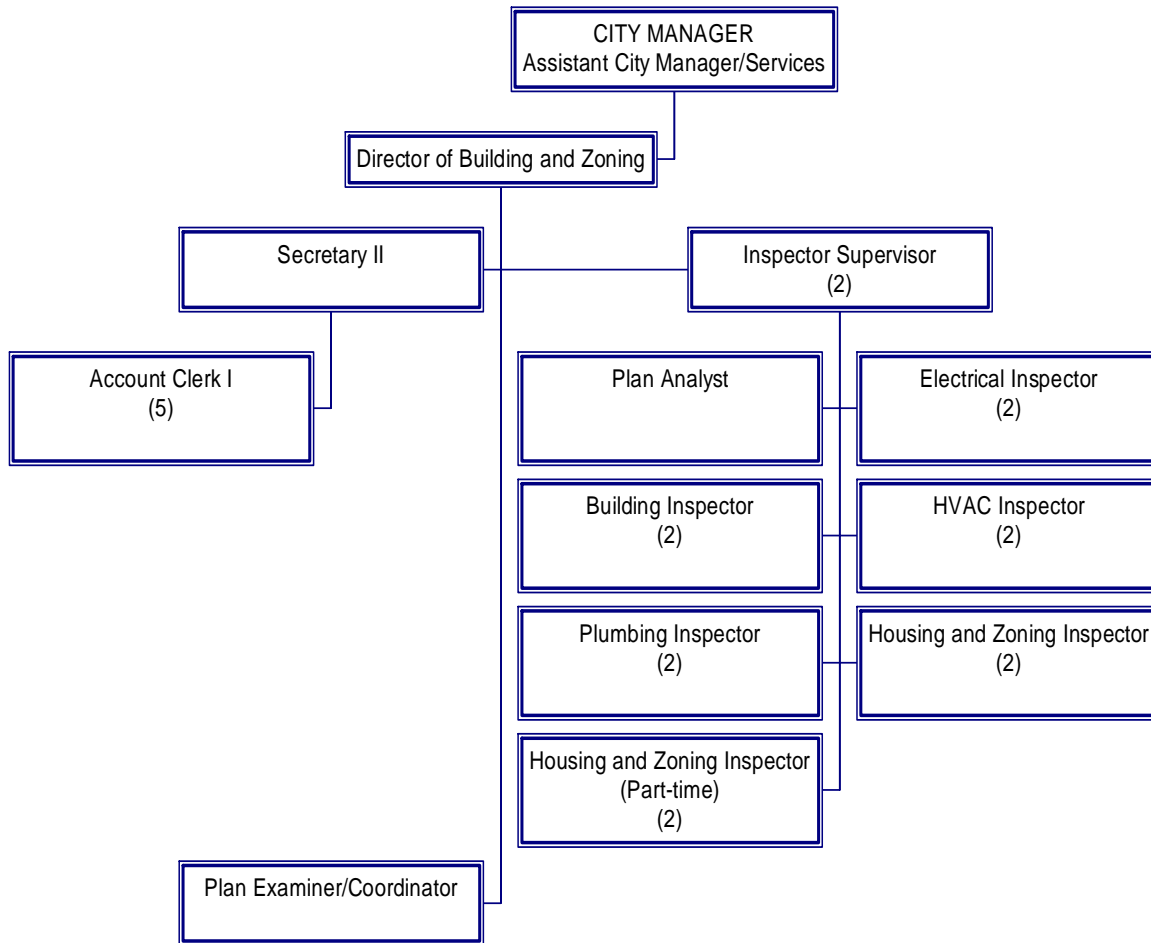 CITY MANAGER
Assistant City Manager/Services
Director of Building and Zoning
Secretary II
Inspector Supervisor
(2)
Account Clerk I
(5)
Plan Analyst
Electrical Inspector
(2)
Building Inspector
(2)
HVAC Inspector
(2)
Plumbing Inspector
(2)
Housing and Zoning Inspector
(2)
Housing and Zoning Inspector
(Part-time)
(2)
Plan Examiner/Coordinator